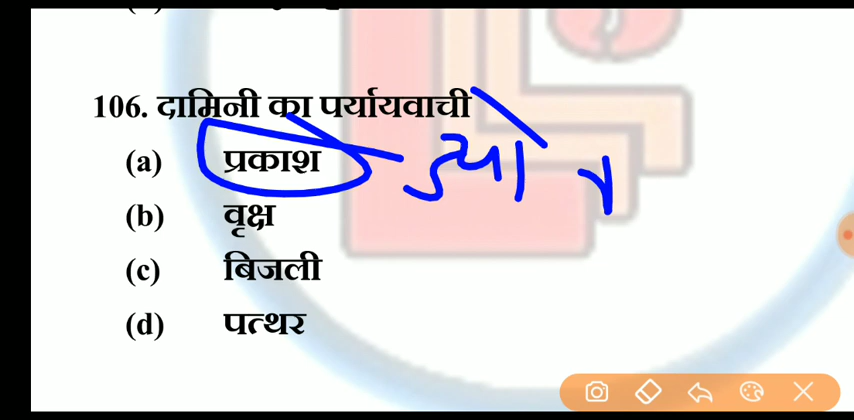 106. दामिनी का पर्यायवाची
(a) प्रकाश
(b) वृक्ष
(c) बिजली
(d) पत्थर